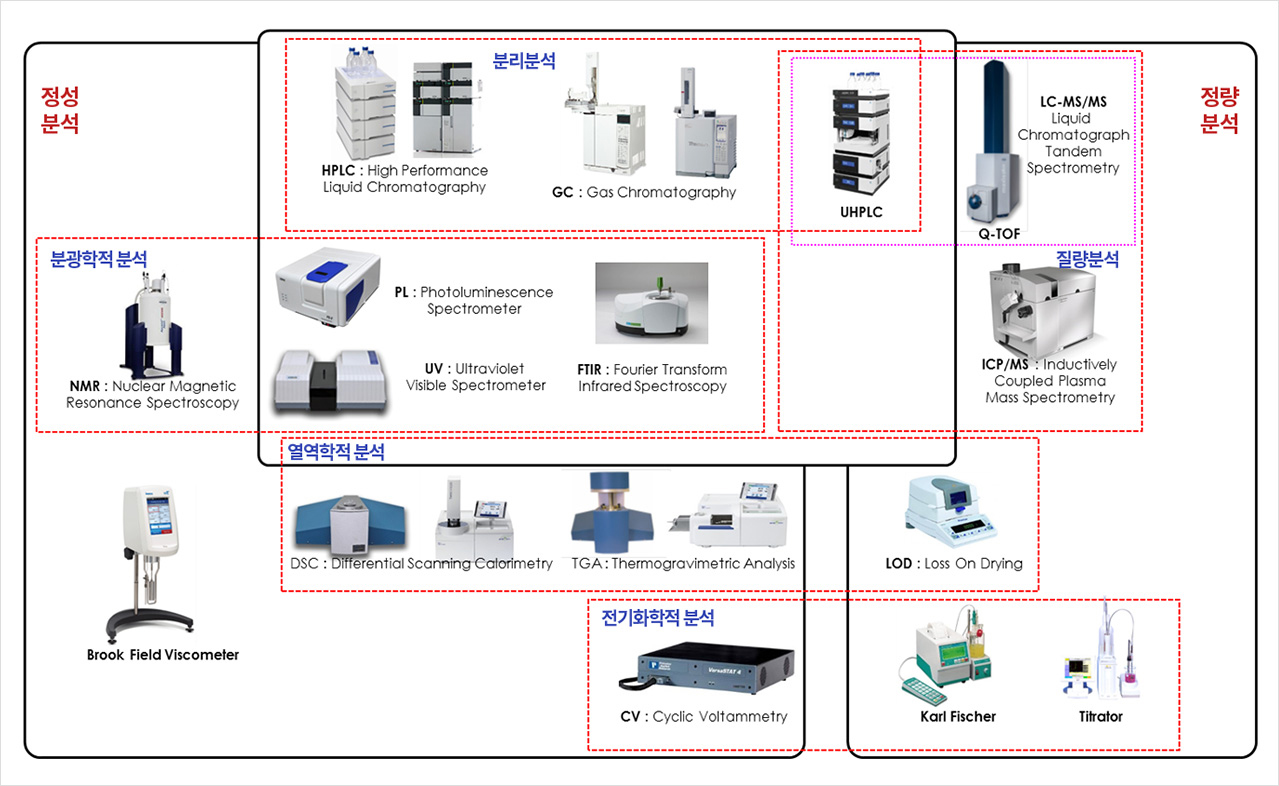 정성
분석
분리분석
HPLC : High Performance
Liquid Chromatography
GC : Gas Chromatography
UHPLC
LC-MS/MS
Liquid
Chromatograph
Tandem
Spectrometry
Q-TOF
정량
분석
분광학적 분석
NMR : Nuclear Magnetic
Resonance Spectroscopy
PL : Photoluminescence
Spectrometer
UV : Ultraviolet
Visible Spectrometer
FTIR : Fourier Transform
Infrared Spectroscopy
질량분석
ICP/MS : Inductively
Coupled Plasma
Mass Spectrometry
열역학적 분석
DSC : Differential Scanning Calorimetry
TGA : Thermogravimetric Analysis
LOD : Loss On Drying
Brook Field Viscometer
전기화학적 분석
VersaSTAT 4
CV : Cyclic Voltammetry
Karl Fischer
Titrator